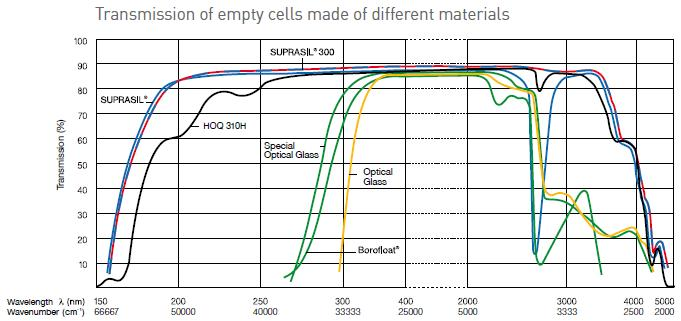 Transmission of empty cells made of different materials
100
90
80
70
60
50
40
30
20
10
Transmission (%)
SUPRASIL® 300
SUPRASIL®
HOQ 310H
Special
Optical Glass
Optical
Glass
Borofloat®
Wavelength λ (nm) 150 200 250 300 400 2000 3000 4000 5000
Wavenumber (cm⁻¹) 66667 50000 40000 33333 25000 5000 3333 2500 2000